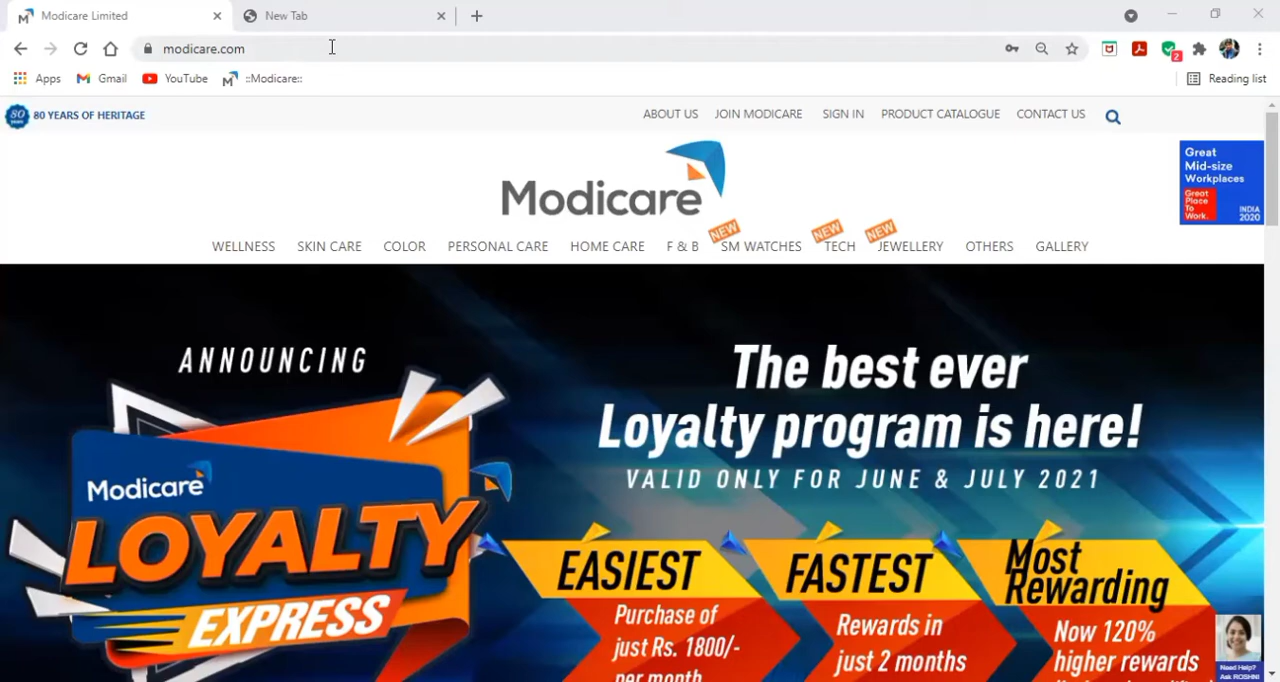 Modicare Limited
New Tab
modicare.com
2
Apps
Gmail
YouTube
::Modicare::
Reading list
80 YEARS OF HERITAGE
ABOUT US
JOIN MODICARE
SIGN IN
PRODUCT CATALOGUE
CONTACT US
Great
Mid-size
Workplaces
Great
Place
To
Work.
INDIA
2020
Modicare
WELLNESS
SKIN CARE
COLOR
PERSONAL CARE
HOME CARE
F & B
NEW
SM WATCHES
NEW
TECH
NEW
JEWELLERY
OTHERS
GALLERY
ANNOUNCING
Modicare
LOYALTY
EXPRESS
The best ever
Loyalty program is here!
VALID ONLY FOR JUNE & JULY 2021
EASIEST
Purchase of
just Rs. 1800/-
per month
FASTEST
Rewards in
just 2 months
Most
Rewarding
Now 120%
higher rewards
Need Help?
Ask ROSHNI